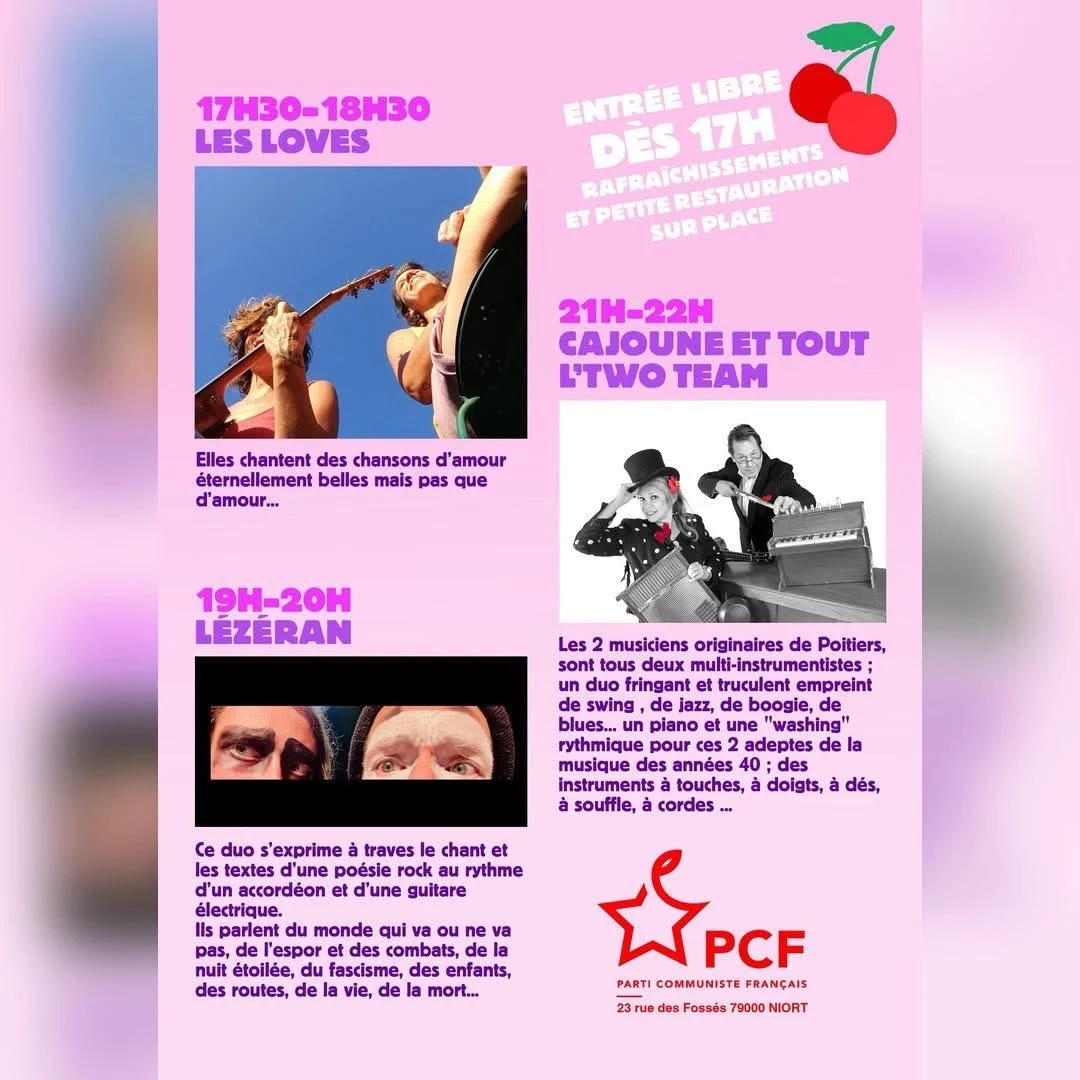 17H30-18H30
LES LOVES
Elles chantent des chansons d'amour
éternellement belles mais pas que
d'amour...
19H-20H
LÉZÉRAN
Ce duo s'exprime à traves le chant et
les textes d'une poésie rock au rythme
d'un accordéon et d'une guitare
électrique.
Ils parlent du monde qui va ou ne va
pas, de l'espor et des combats, de la
nuit étoilée, du fascisme, des enfants,
des routes, de la vie, de la mort...
ENTRÉE LIBRE
DÈS 17H
RAFRAÎCHISSEMENTS
ET PETITE RESTAURATION
SUR PLACE
21H-22H
CAJOUNE ET TOUT
L'TWO TEAM
Les 2 musiciens originaires de Poitiers,
sont tous deux multi-instrumentistes ;
un duo fringant et truculent empreint
de swing , de jazz, de boogie, de
blues... un piano et une "washing"
rythmique pour ces 2 adeptes de la
musique des années 40 ; des
instruments à touches, à doigts, à dés,
à souffle, à cordes ...
PCF
PARTI COMMUNISTE FRANÇAIS
23 rue des Fossés 79000 NIORT